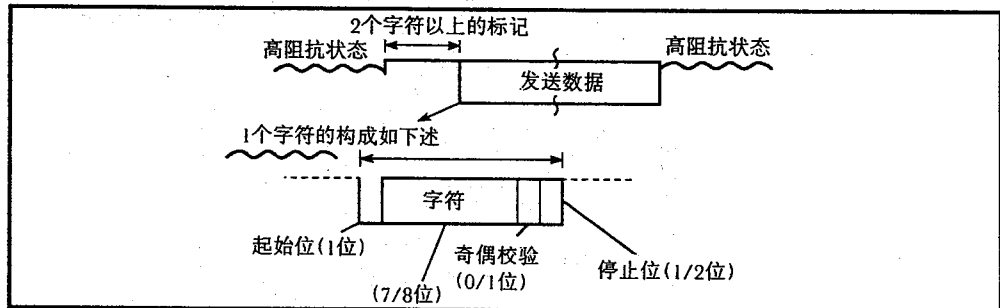 2个字符以上的标记
高阻抗状态
高阻抗状态
发送数据
1个字符的构成如下述
字符
起始位(1位)
奇偶校验
(0/1位)
停止位(1/2位)
(7/8位)